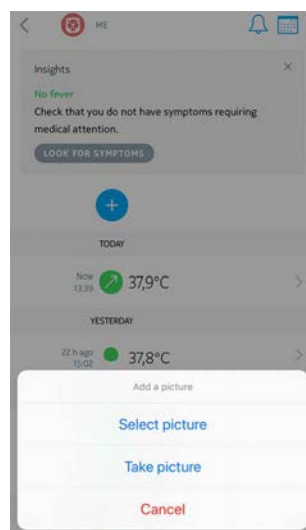 ME
Insights
No fever
Check that you do not have symptoms requiring
medical attention.
LOOK FOR SYMPTOMS
TODAY
Now
13:39
37,9°C
YESTERDAY
22 h ago
15:02
37,8°C
Add a picture
Select picture
Take picture
Cancel